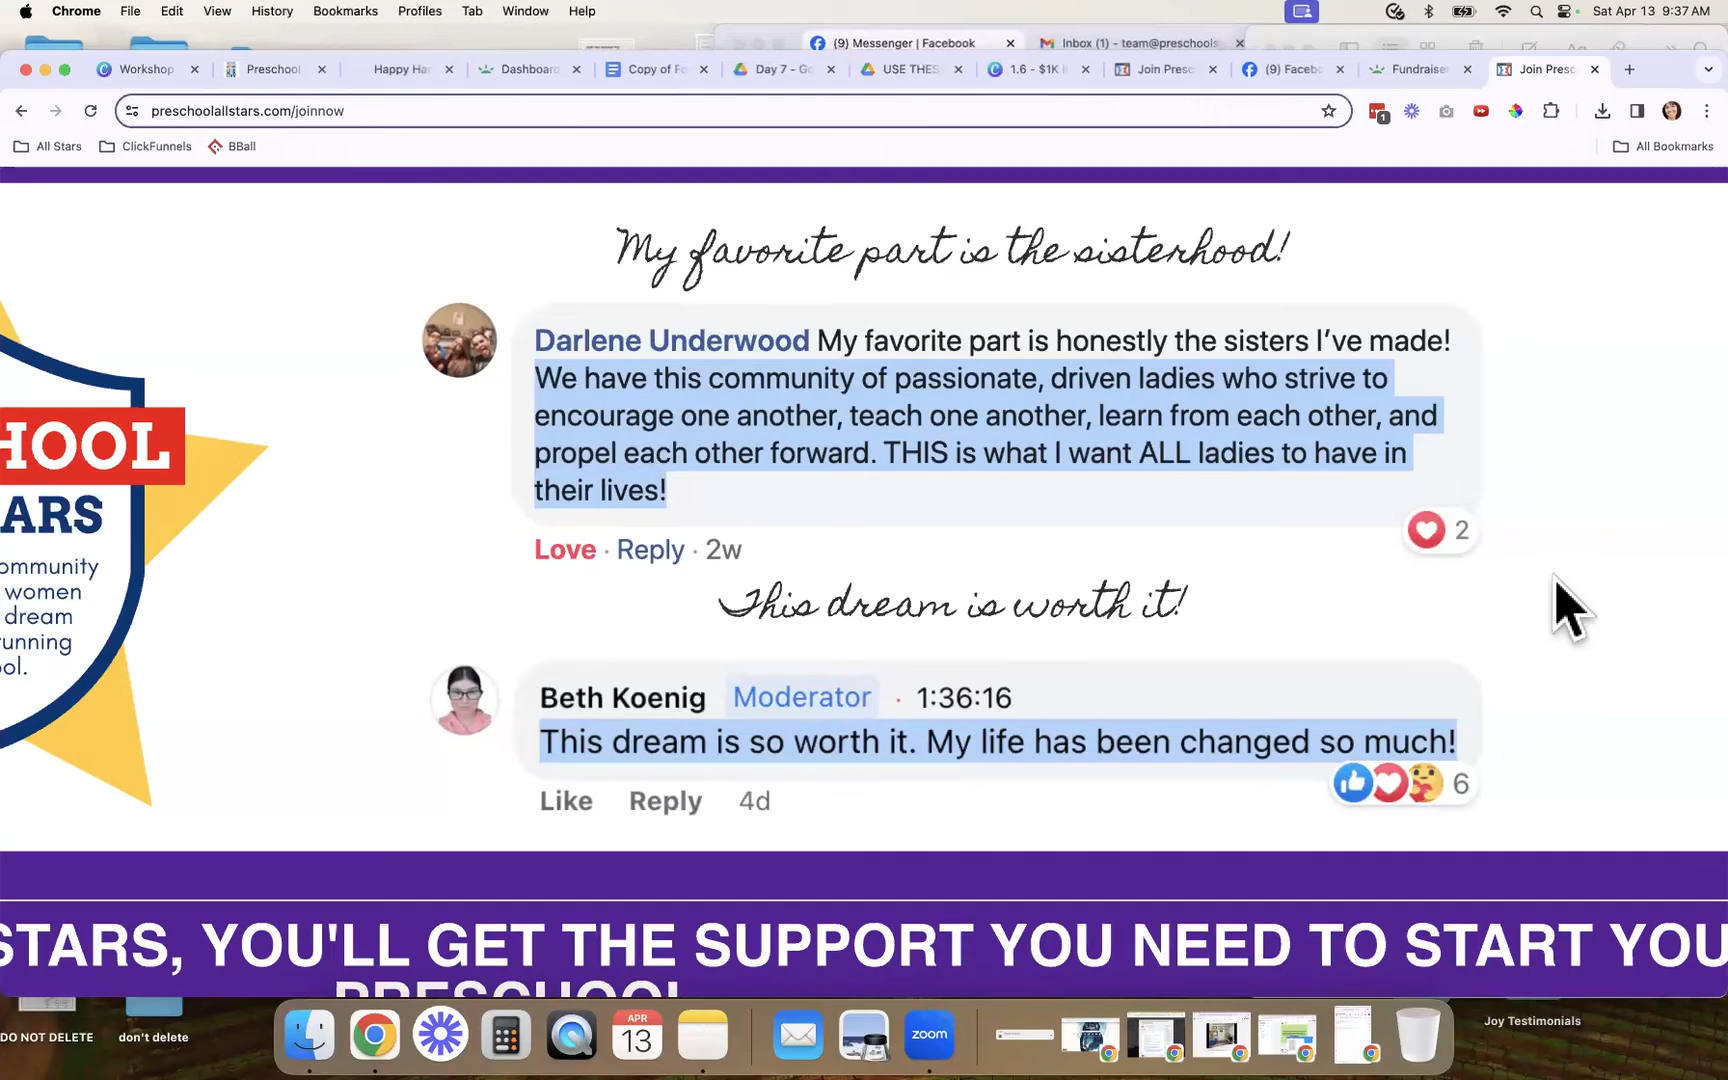 Chrome File Edit View History Bookmarks Profiles Tab Window Help Sat Apr 13 9:37 AM
(9) Messenger | Facebook Inbox (1) - team@preschools
Workshop Preschool Happy Har Dashboar Copy of Fo Day 7 - Go USE THES 1.6 - $1K Join Presc (9) Facebo Fundraise Join Presc
preschoolallstars.com/joinnow
1
All Stars ClickFunnels BBall All Bookmarks
My favorite part is the sisterhood!
Darlene Underwood My favorite part is honestly the sisters I've made!
We have this community of passionate, driven ladies who strive to
encourage one another, teach one another, learn from each other, and
propel each other forward. THIS is what I want ALL ladies to have in
their lives!
2
Love · Reply · 2w
This dream is worth it!
Beth Koenig Moderator · 1:36:16
This dream is so worth it. My life has been changed so much!
6
Like Reply 4d
HOOL
ARS
ommunity
women
dream
unning
ol.
STARS, YOU'LL GET THE SUPPORT YOU NEED TO START YOU
PRESCHOOL
DO NOT DELETE don't delete
APR
13
zoom
Joy Testimonials